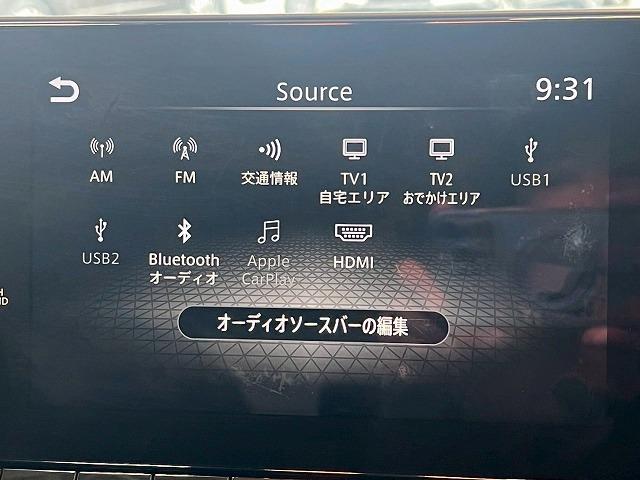 Source
9:31
AM
FM
交通情報
TV1
自宅エリア
TV2
おでかけエリア
USB1
USB2
Bluetooth
オーディオ
Apple
CarPlay
HDMI
オーディオソースバーの編集